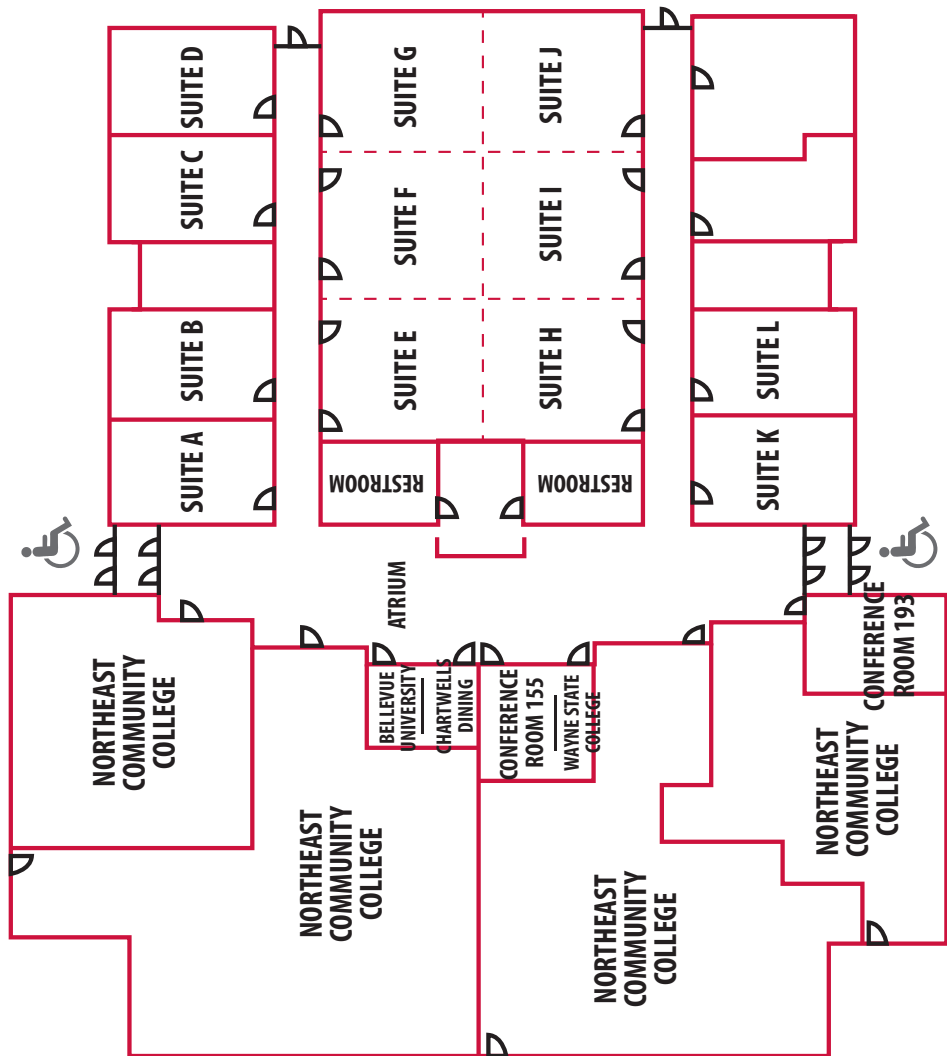 SUITE D
SUITE G
SUITE J
SUITE C
SUITE F
SUITE I
SUITE B
SUITE E
SUITE H
SUITE L
SUITE A
SUITE K
RESTROOM
RESTROOM
ATRIUM
NORTHEAST
COMMUNITY
COLLEGE
BELLEVUE
UNIVERSITY
CHARTWELLS
DINING
CONFERENCE
ROOM 155
WAYNE STATE
COLLEGE
CONFERENCE
ROOM 193
NORTHEAST
COMMUNITY
COLLEGE
NORTHEAST
COMMUNITY
COLLEGE
NORTHEAST
COMMUNITY
COLLEGE